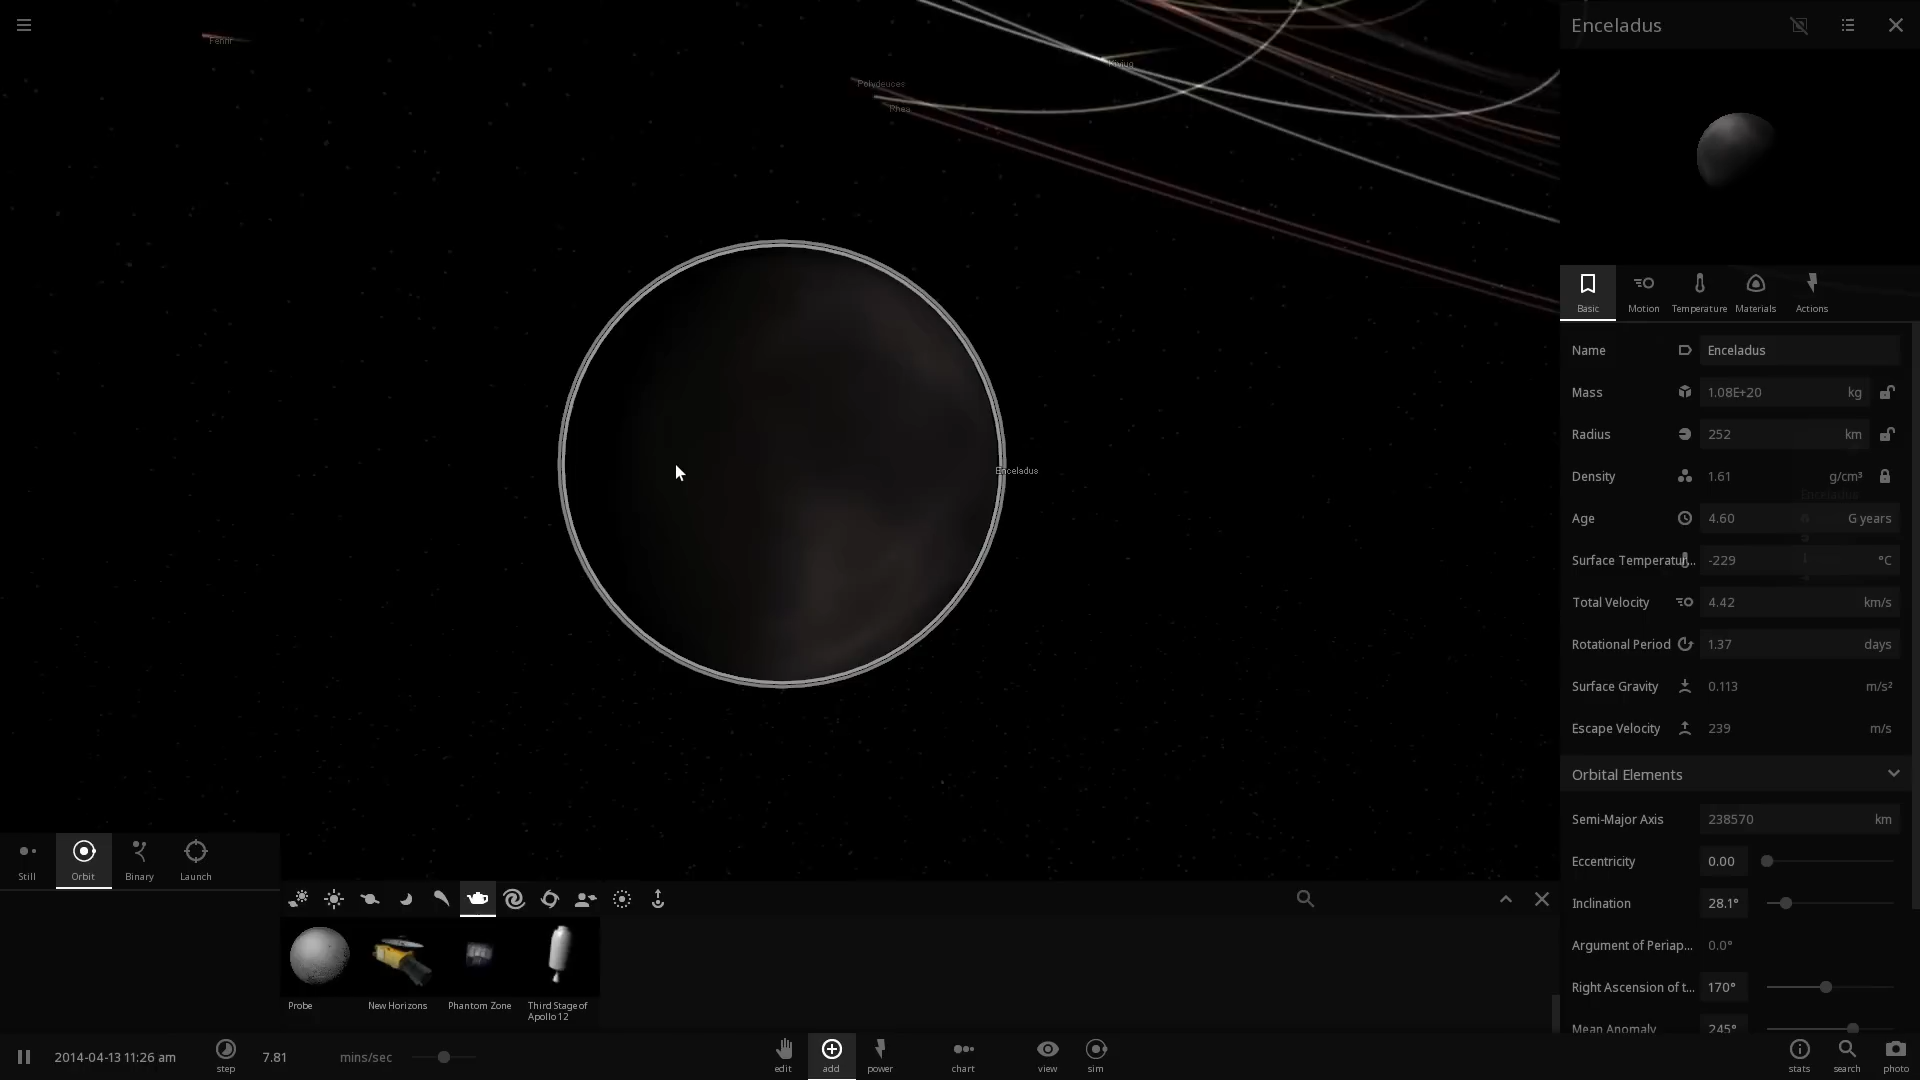 Enceladus
Fenrir
Kiviuq
Polydeuces
Rhea
Enceladus
Basic
Motion
Temperature
Materials
Actions
Name Enceladus
Mass 1.08E+20 kg
Radius 252 km
Density 1.61 g/cm³
Enceladus
Age 4.60 G years
Surface Temperatur... -229 °C
Total Velocity 4.42 km/s
Rotational Period 1.37 days
Surface Gravity 0.113 m/s²
Escape Velocity 239 m/s
Orbital Elements
Semi-Major Axis 238570 km
Eccentricity 0.00
Inclination 28.1°
Argument of Periap... 0.0°
Right Ascension of t... 170°
Mean Anomaly 245°
Still
Orbit
Binary
Launch
Probe
New Horizons
Phantom Zone
Third Stage of
Apollo 12
2014-04-13 11:26 am
step
7.81 mins/sec
edit
add
power
chart
view
sim
stats
search
photo